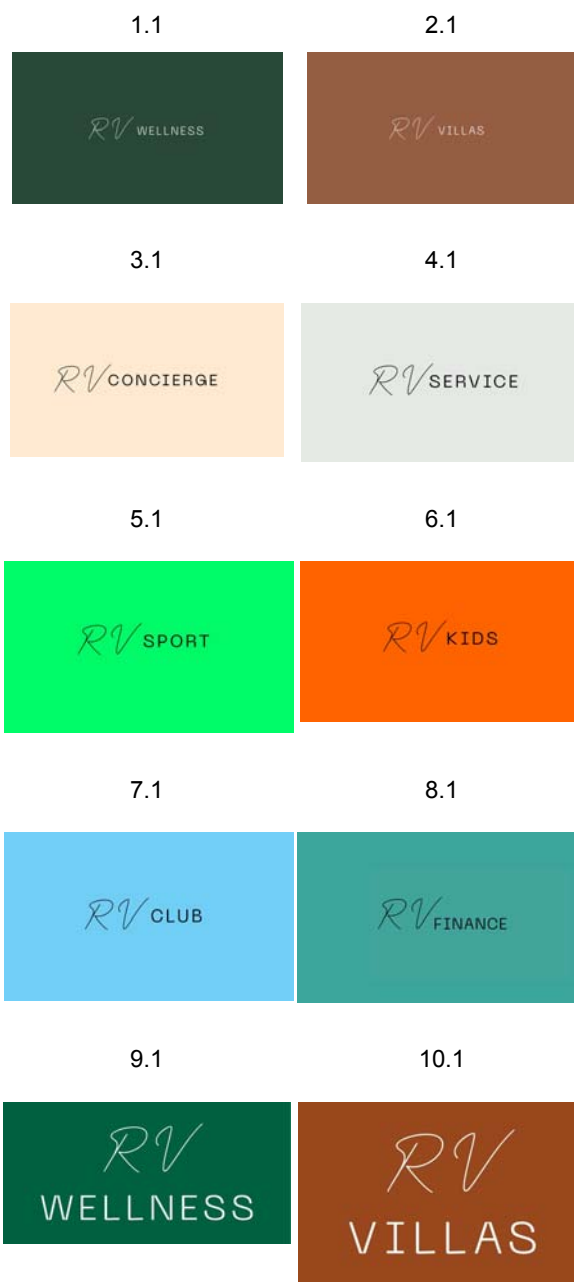 1.1 2.1
RV WELLNESS RV VILLAS
3.1 4.1
RV CONCIERGE RV SERVICE
5.1 6.1
RV SPORT RV KIDS
7.1 8.1
RV CLUB RV FINANCE
9.1 10.1
RV RV
WELLNESS VILLAS